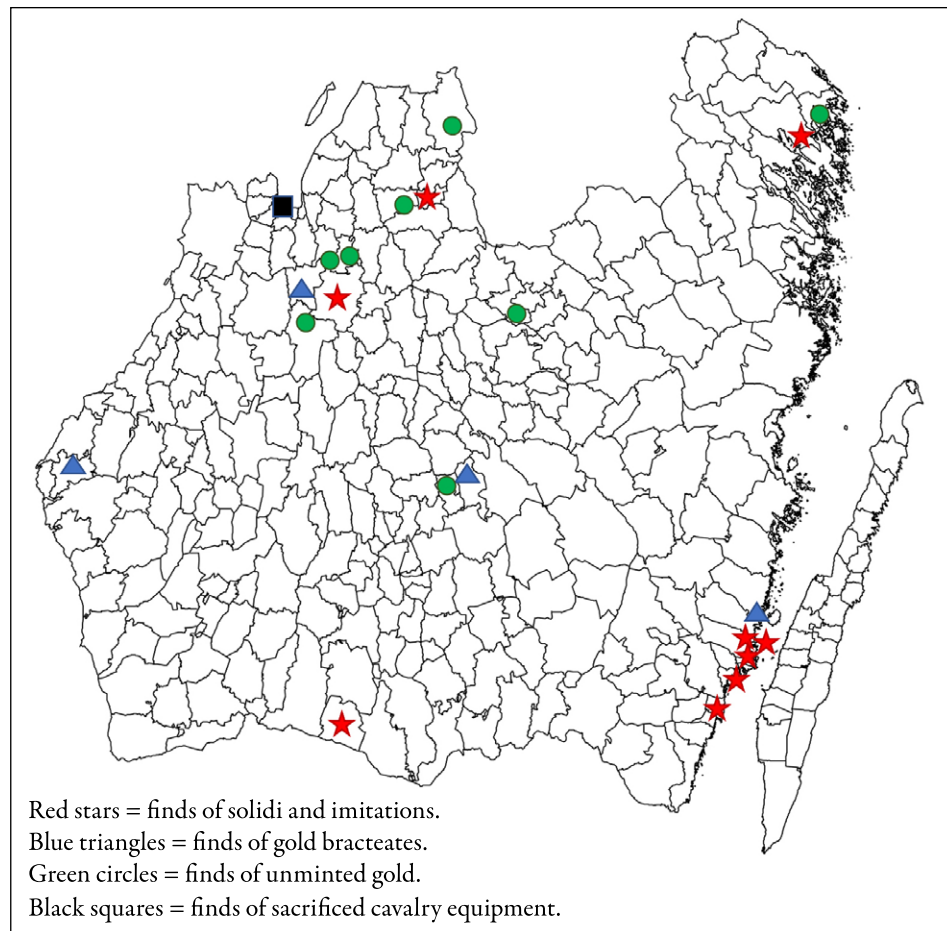 Red stars = finds of solidi and imitations.
Blue triangles = finds of gold bracteates.
Green circles = finds of unminted gold.
Black squares = finds of sacrificed cavalry equipment.